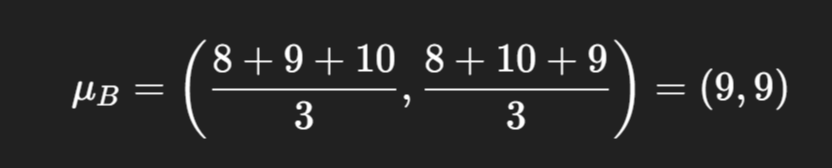 μ_B = ( (8 + 9 + 10)/3 , (8 + 10 + 9)/3 ) = (9, 9)